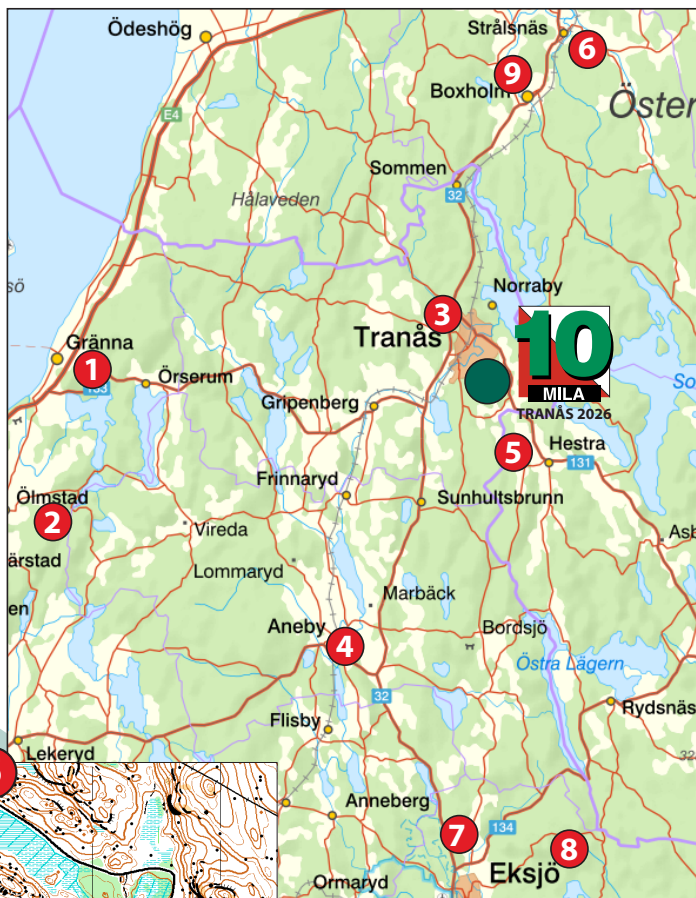 Strålsnäs
Ödeshög
6
9
Boxholm
Öster
E4
Sommen
32
Hålaveden
sö
Norraby
3
Tranås
10
MILA
TRANÅS 2026
Gränna
1
133
Örserum
So
Gripenberg
5
Hestra
131
Frinnaryd
Sunhultsbrunn
Ölmstad
2
Vireda
Asb
ärstad
Lommaryd
en
Marbäck
Aneby
4
Bordsjö
Östra Lägern
32
Rydsnäs
Flisby
Lekeryd
32
Anneberg
7
134
8
Eksjö
Ormaryd